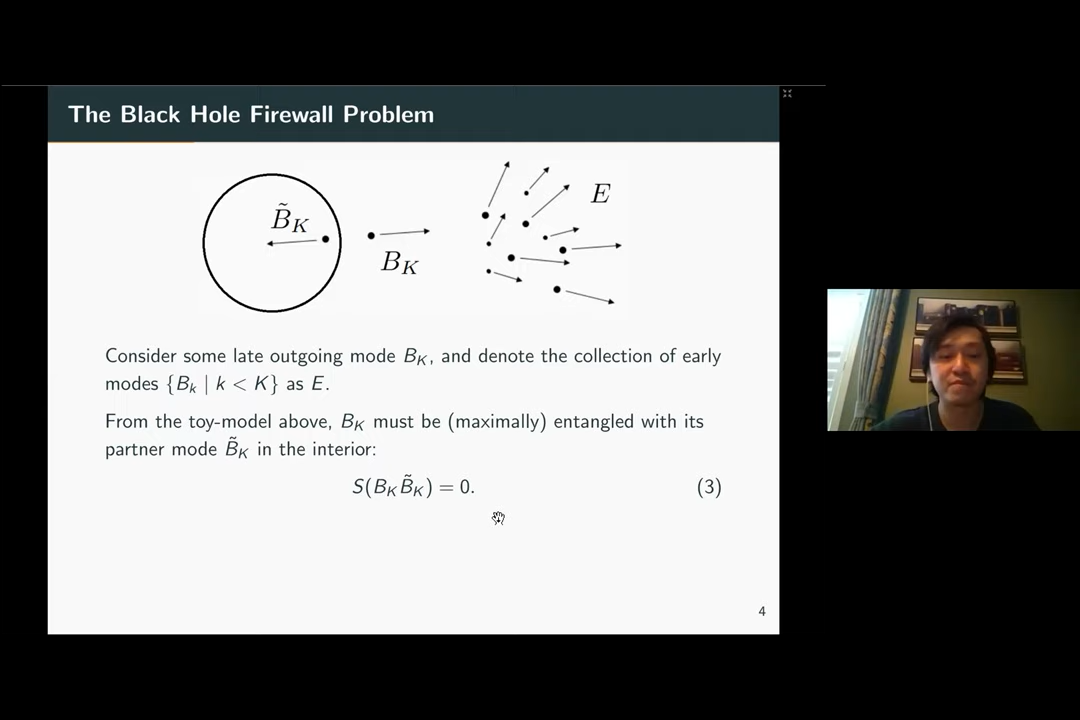 The Black Hole Firewall Problem
B̃_K
B_K
E
Consider some late outgoing mode B_K, and denote the collection of early
modes {B_k | k < K} as E.
From the toy-model above, B_K must be (maximally) entangled with its
partner mode B̃_K in the interior:
S(B_K B̃_K) = 0. (3)
4